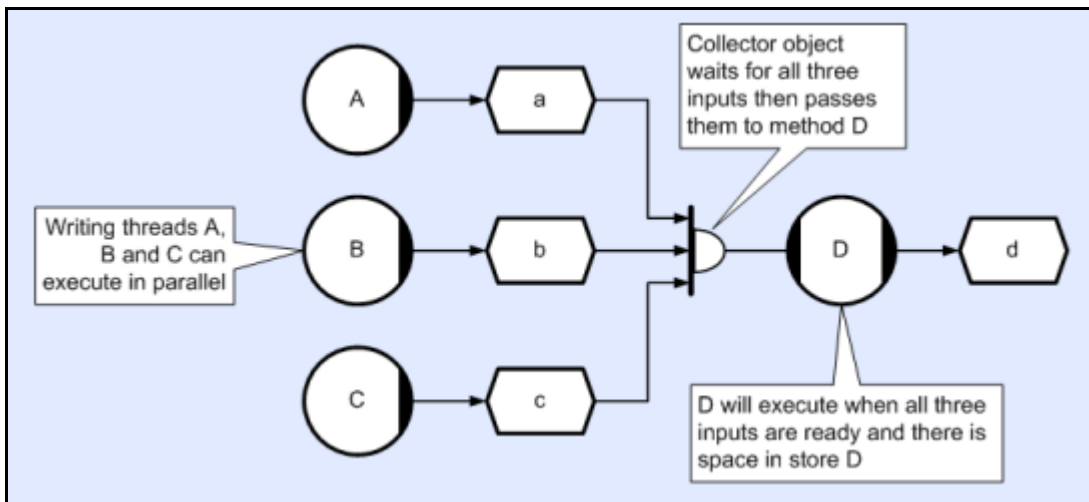 Collector object
waits for all three
inputs then passes
them to method D
A
a
Writing threads A,
B and C can
execute in parallel
B
b
D
d
C
c
D will execute when all three
inputs are ready and there is
space in store D